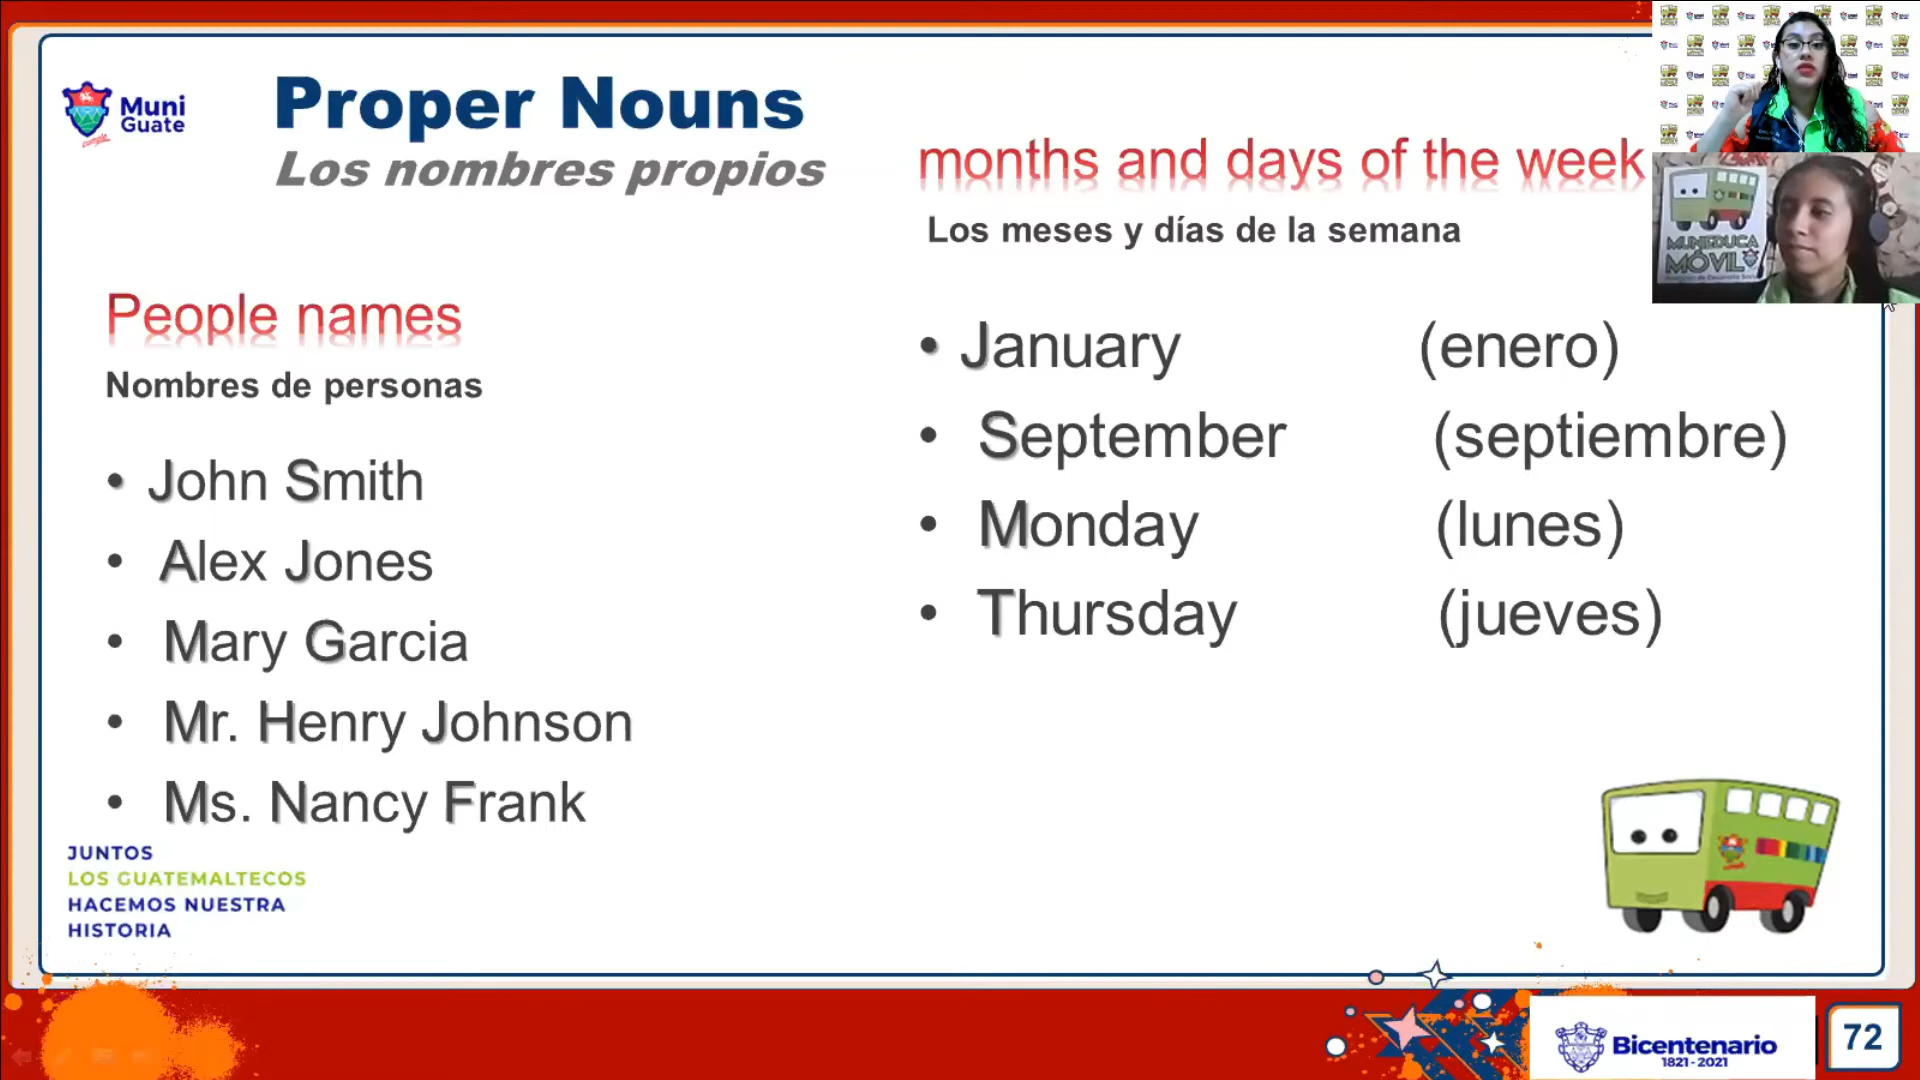 Muni
Guate
Proper Nouns
Los nombres propios
People names
Nombres de personas
• John Smith
• Alex Jones
• Mary Garcia
• Mr. Henry Johnson
• Ms. Nancy Frank
months and days of the week
Los meses y días de la semana
• January (enero)
• September (septiembre)
• Monday (lunes)
• Thursday (jueves)
MUNIEDUCA
MÓVIL
JUNTOS
LOS GUATEMALTECOS
HACEMOS NUESTRA
HISTORIA
Bicentenario
1821 - 2021
72